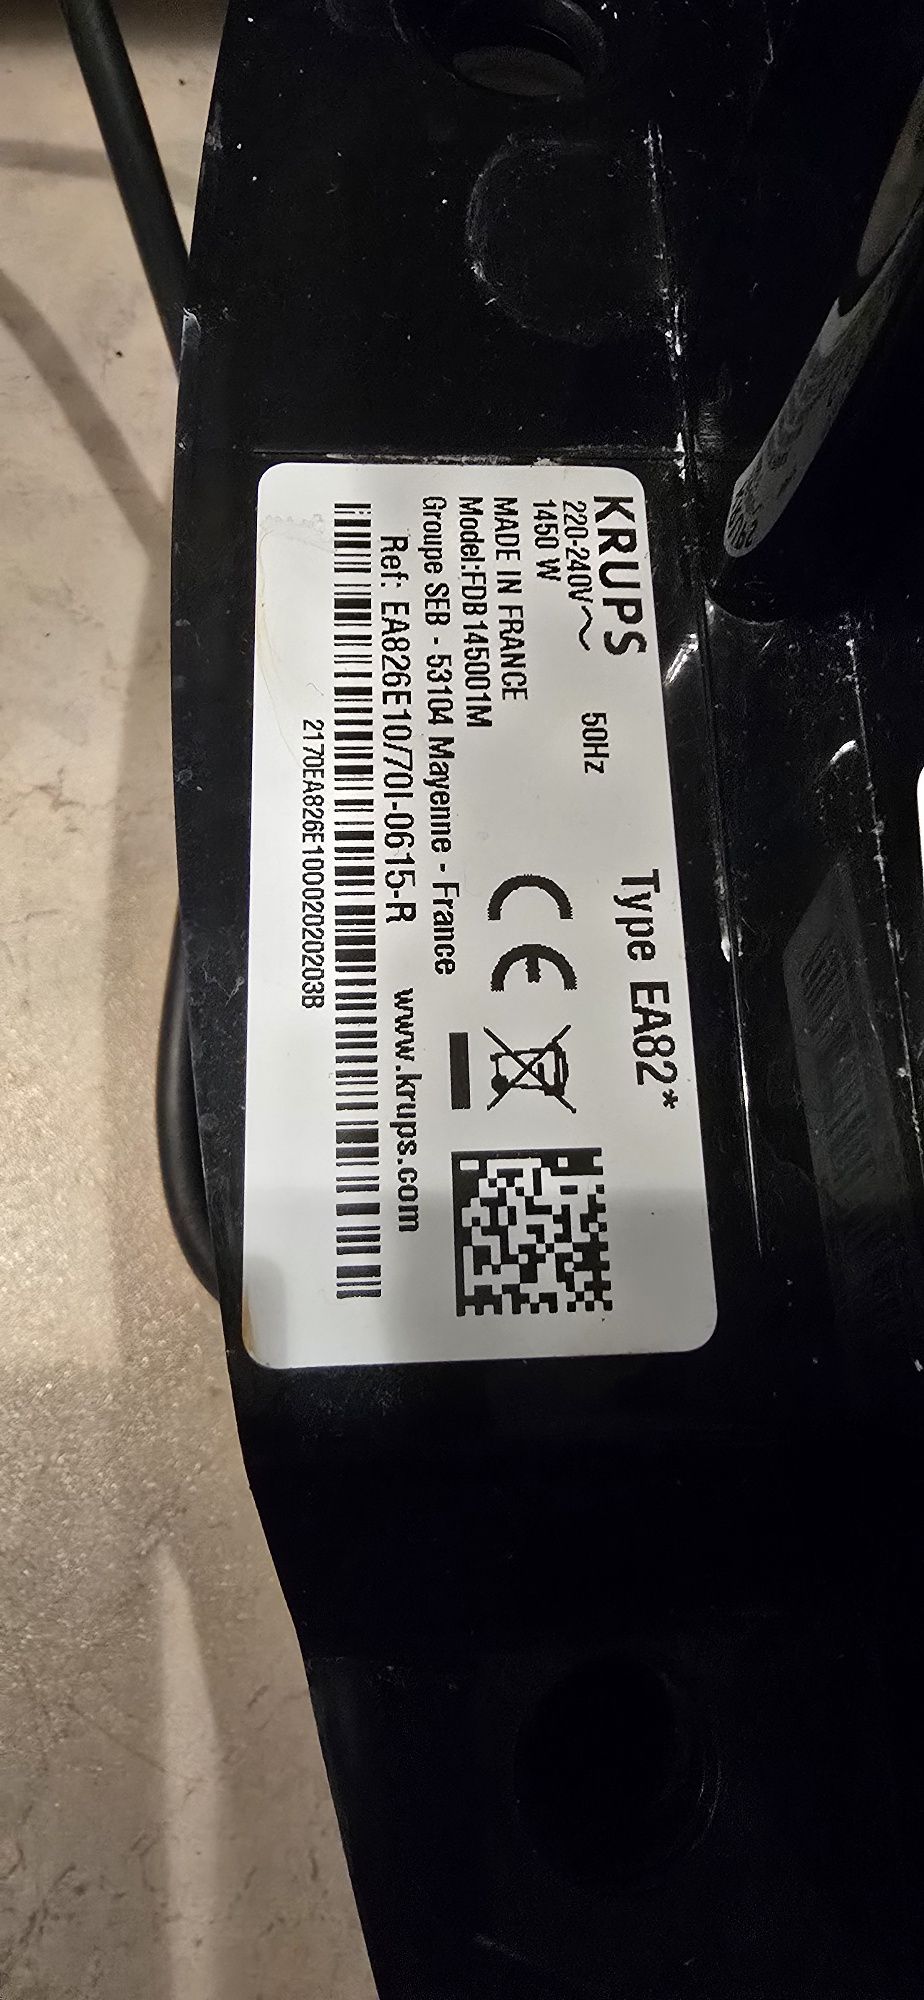 KRUPS
Type EA82*
220-240V~ 50Hz
1450 W
MADE IN FRANCE
Model:FDB145001M
Groupe SEB - 53104 Mayenne - France
Ref: EA826E10/70I-0615-R www.krups.com
2170EA826E1000202203B